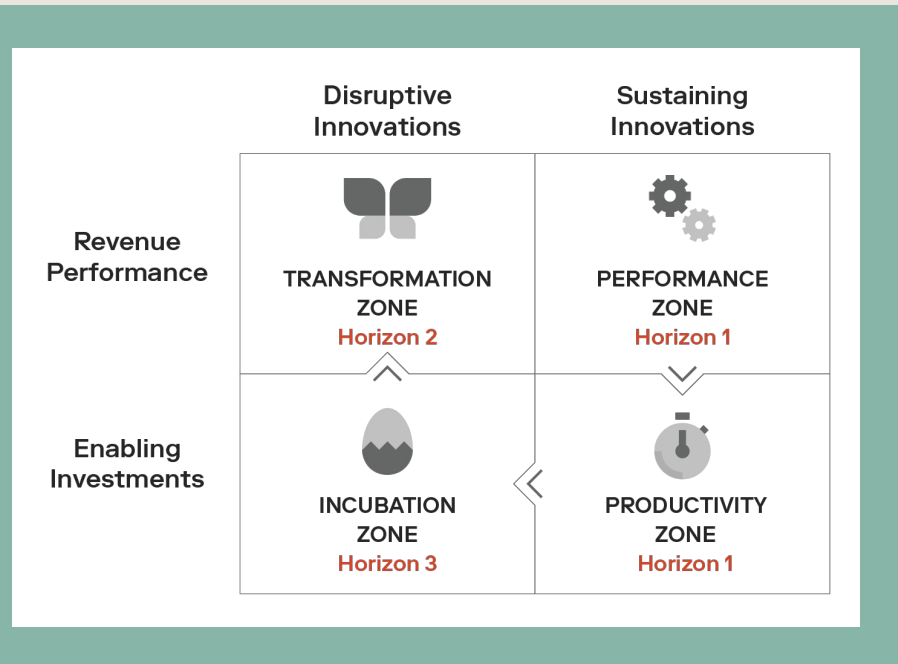 Disruptive
Innovations
Sustaining
Innovations
Revenue
Performance
TRANSFORMATION
ZONE
Horizon 2
PERFORMANCE
ZONE
Horizon 1
Enabling
Investments
INCUBATION
ZONE
Horizon 3
PRODUCTIVITY
ZONE
Horizon 1